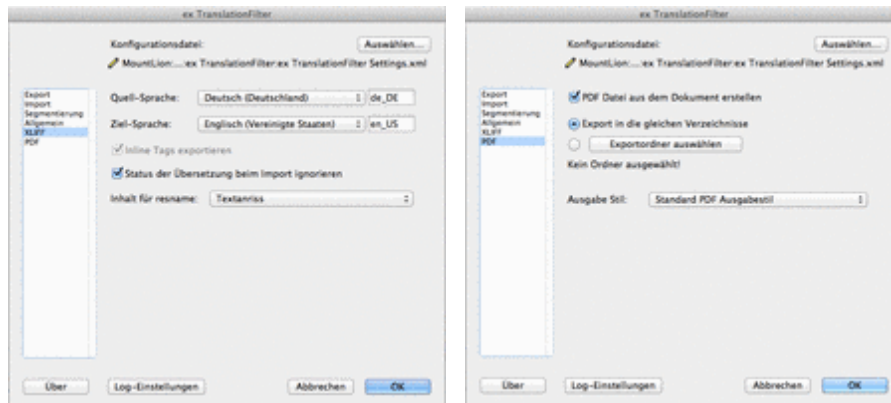 ex TranslationFilter
Konfigurationsdatei: Auswählen...
MountLion:...:ex TranslationFilter:ex TranslationFilter Settings.xml
Export
Import
Segmentierung
Allgemein
XLIFF
PDF
Quell-Sprache: Deutsch (Deutschland) de_DE
Ziel-Sprache: Englisch (Vereinigte Staaten) en_US
Inline Tags exportieren
Status der Übersetzung beim Import ignorieren
Inhalt für resname: Textanriss
Über Log-Einstellungen Abbrechen OK
ex TranslationFilter
Konfigurationsdatei: Auswählen...
MountLion:...:ex TranslationFilter:ex TranslationFilter Settings.xml
Export
Import
Segmentierung
Allgemein
XLIFF
PDF
PDF Datei aus dem Dokument erstellen
Export in die gleichen Verzeichnisse
Exportordner auswählen
Kein Ordner ausgewählt!
Ausgabe Stil: Standard PDF Ausgabestil
Über Log-Einstellungen Abbrechen OK